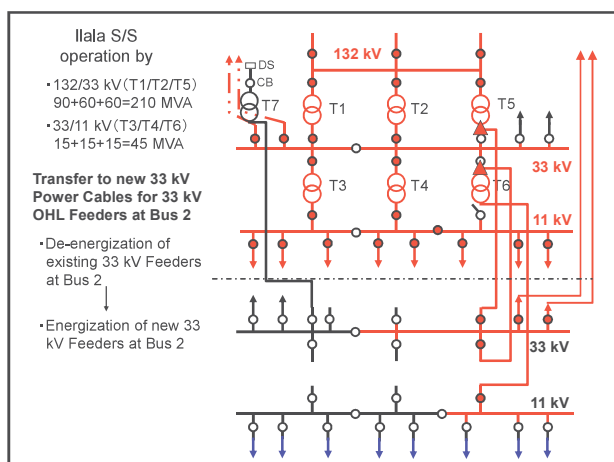 Ilala S/S
operation by
・132/33 kV(T1/T2/T5)
90+60+60=210 MVA
・33/11 kV (T3/T4/T6)
15+15+15=45 MVA
Transfer to new 33 kV
Power Cables for 33 kV
OHL Feeders at Bus 2
・De-energization of
existing 33 kV Feeders
at Bus 2
・Energization of new 33
kV Feeders at Bus 2
DS
CB
T7
132 kV
T1
T2
T5
33 kV
T3
T4
T6
11 kV
33 kV
11 kV